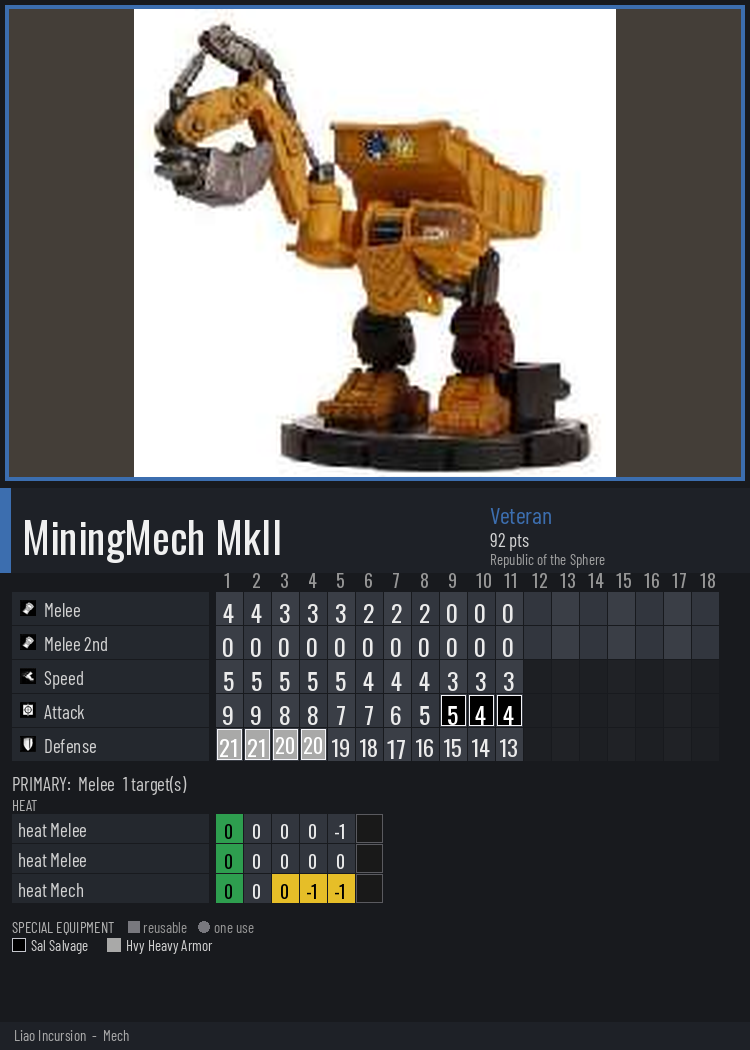 MiningMech MkII
Veteran
92 pts
Republic of the Sphere
1 2 3 4 5 6 7 8 9 10 11 12 13 14 15 16 17 18
Melee 4 4 3 3 3 2 2 2 0 0 0
Melee 2nd 0 0 0 0 0 0 0 0 0 0 0
Speed 5 5 5 5 5 4 4 4 3 3 3
Attack 9 9 8 8 7 7 6 5 5 4 4
Defense 21 21 20 20 19 18 17 16 15 14 13
PRIMARY: Melee 1 target(s)
HEAT
heat Melee 0 0 0 0 -1
heat Melee 0 0 0 0 0
heat Mech 0 0 0 -1 -1
SPECIAL EQUIPMENT reusable one use
Sal Salvage Hvy Heavy Armor
Liao Incursion - Mech